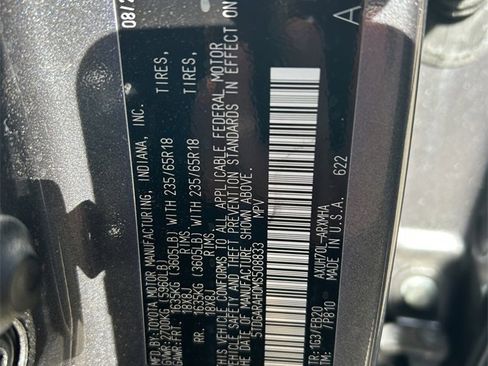 MFD.BY:TOYOTA MOTOR MANUFACTURING, INDIANA, INC. 08/2
GVWR:2700KG (5960LB)
GAWR:FRT. 1635KG (3605LB) WITH 235/65R18 TIRES,
18X8J RIMS,
RR. 1635KG (3605LB) WITH 235/65R18 TIRES,
18X8J RIMS,
THIS VEHICLE CONFORMS TO ALL APPLICABLE FEDERAL MOTOR
VEHICLE SAFETY AND THEFT PREVENTION STANDARDS IN EFFECT ON
THE DATE OF MANUFACTURE SHOWN ABOVE.
MPV
A
C/TR:1G3/EB20 AXUH70L-ARXMHA
/TM: /P810 MADE IN U.S.A. 622